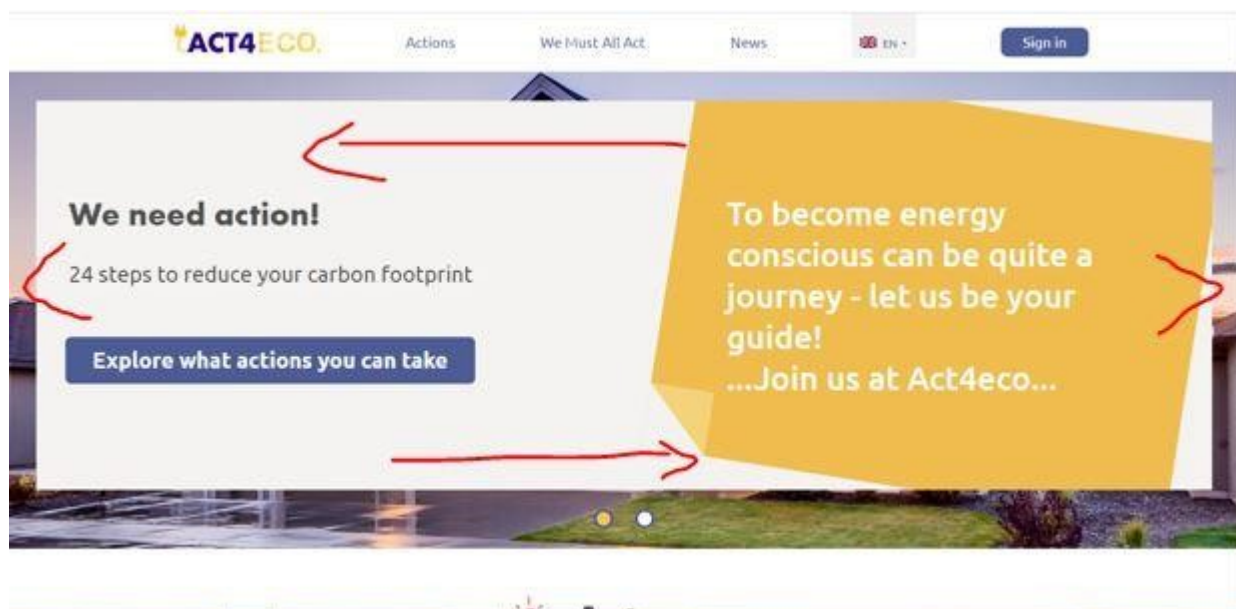 ACT4ECO.
Actions
We Must All Act
News
EN
Sign in
We need action!
24 steps to reduce your carbon footprint
Explore what actions you can take
To become energy
conscious can be quite a
journey - let us be your
guide!
...Join us at Act4eco...